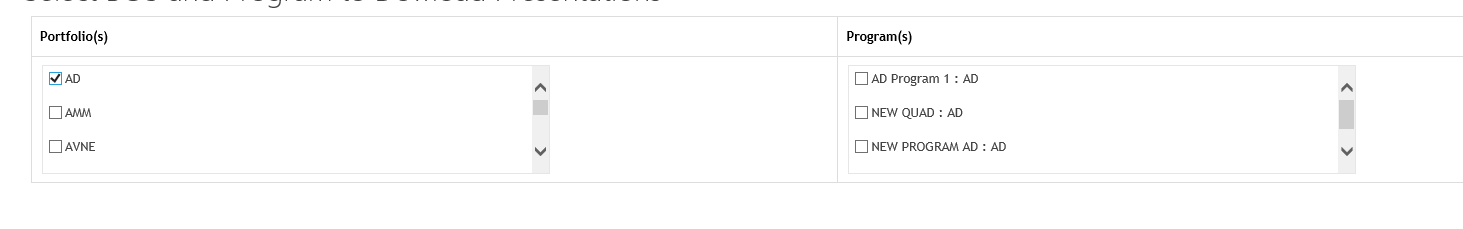 Portfolio(s)
Program(s)
AD
AMM
AVNE
AD Program 1 : AD
NEW QUAD : AD
NEW PROGRAM AD : AD